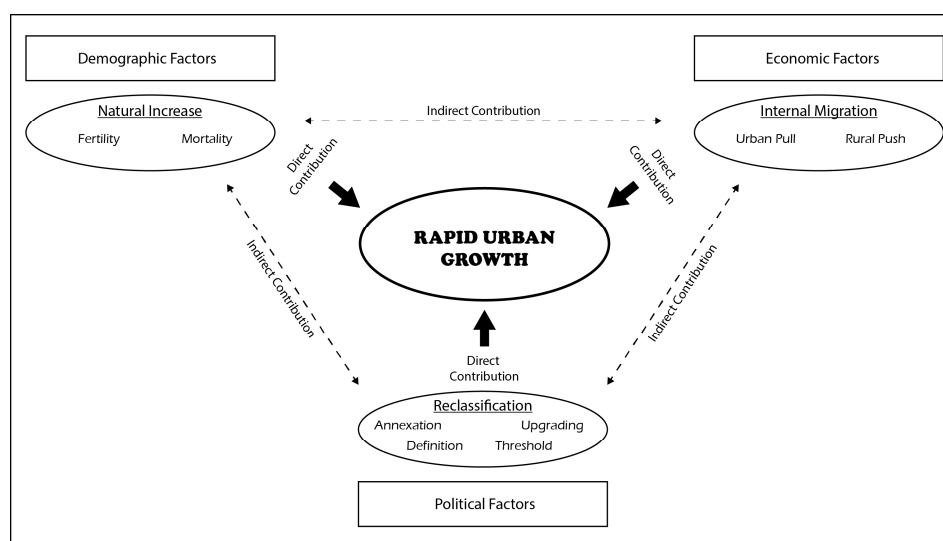 Demographic Factors
Economic Factors
Natural Increase
Fertility Mortality
Indirect Contribution
Internal Migration
Urban Pull Rural Push
Direct
Contribution
Direct
Contribution
RAPID URBAN
GROWTH
Indirect Contribution
Indirect Contribution
Direct
Contribution
Reclassification
Annexation Upgrading
Definition Threshold
Political Factors